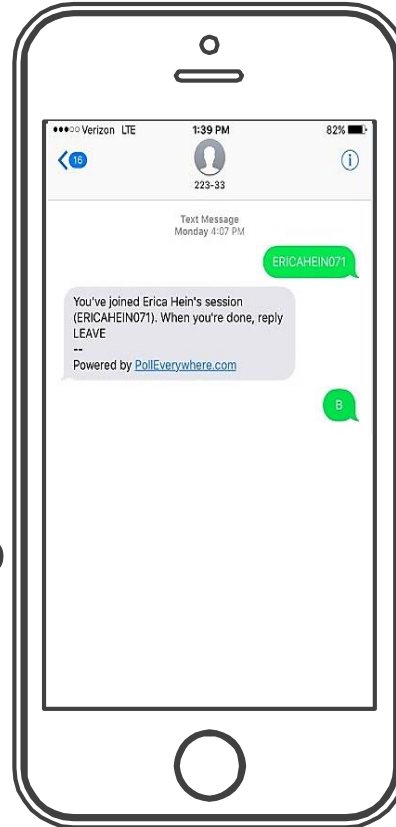 Verizon LTE
1:39 PM
82%
16
223-33
Text Message
Monday 4:07 PM
ERICAHEIN071
You've joined Erica Hein's session
(ERICAHEIN071). When you're done, reply
LEAVE
--
Powered by PollEverywhere.com
B